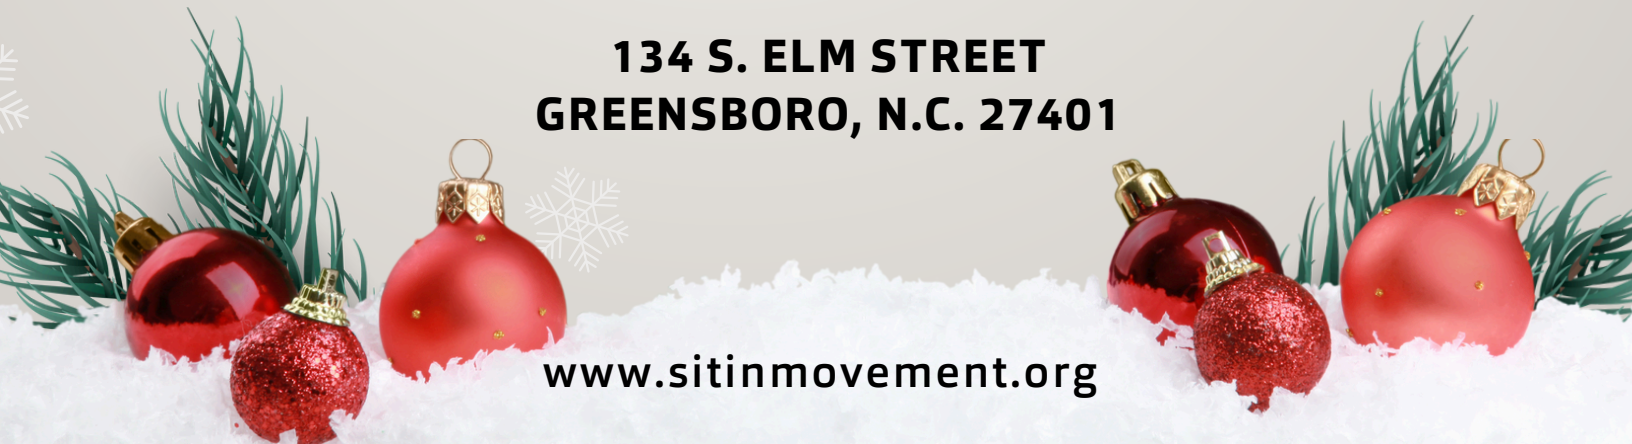 134 S. ELM STREET
GREENSBORO, N.C. 27401
www.sitinmovement.org